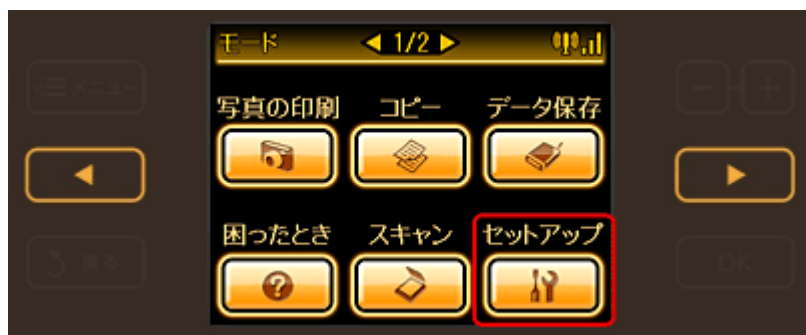 モード ◀ 1/2 ▶
メニュー
- +
写真の印刷 コピー データ保存
◀ ▶
困ったとき スキャン セットアップ
戻る
OK